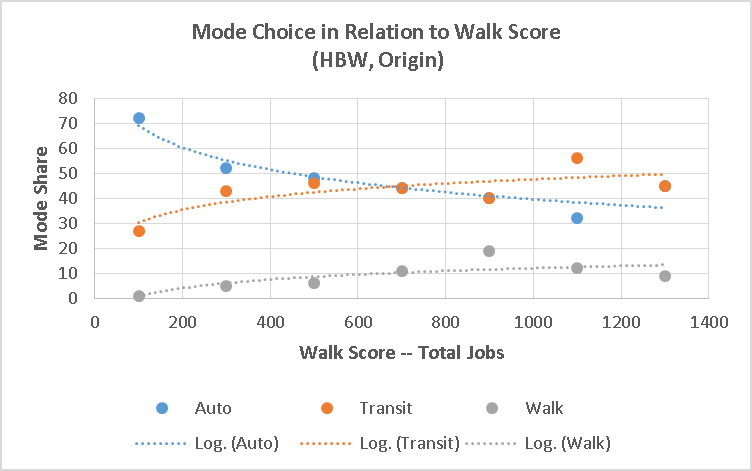 Mode Choice in Relation to Walk Score
(HBW, Origin)
80
70
60
50
40
30
20
10
0
Mode Share
0 200 400 600 800 1000 1200 1400
Walk Score -- Total Jobs
Auto Transit Walk
Log. (Auto) Log. (Transit) Log. (Walk)